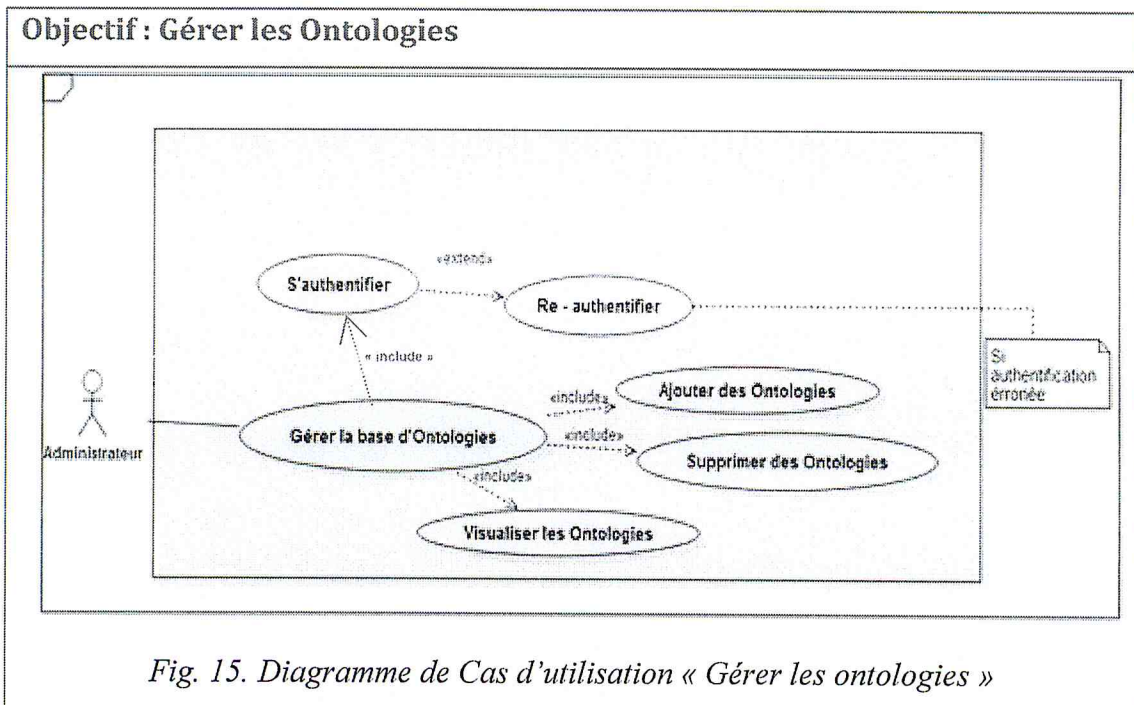 Objectif : Gérer les Ontologies
«extend»
S'authentifier
Re - authentifier
« include »
Si
authentification
érronée
«include»
Ajouter des Ontologies
«include»
Gérer la base d'Ontologies
Supprimer des Ontologies
Administrateur
«include»
Visualiser les Ontologies
Fig. 15. Diagramme de Cas d'utilisation « Gérer les ontologies »